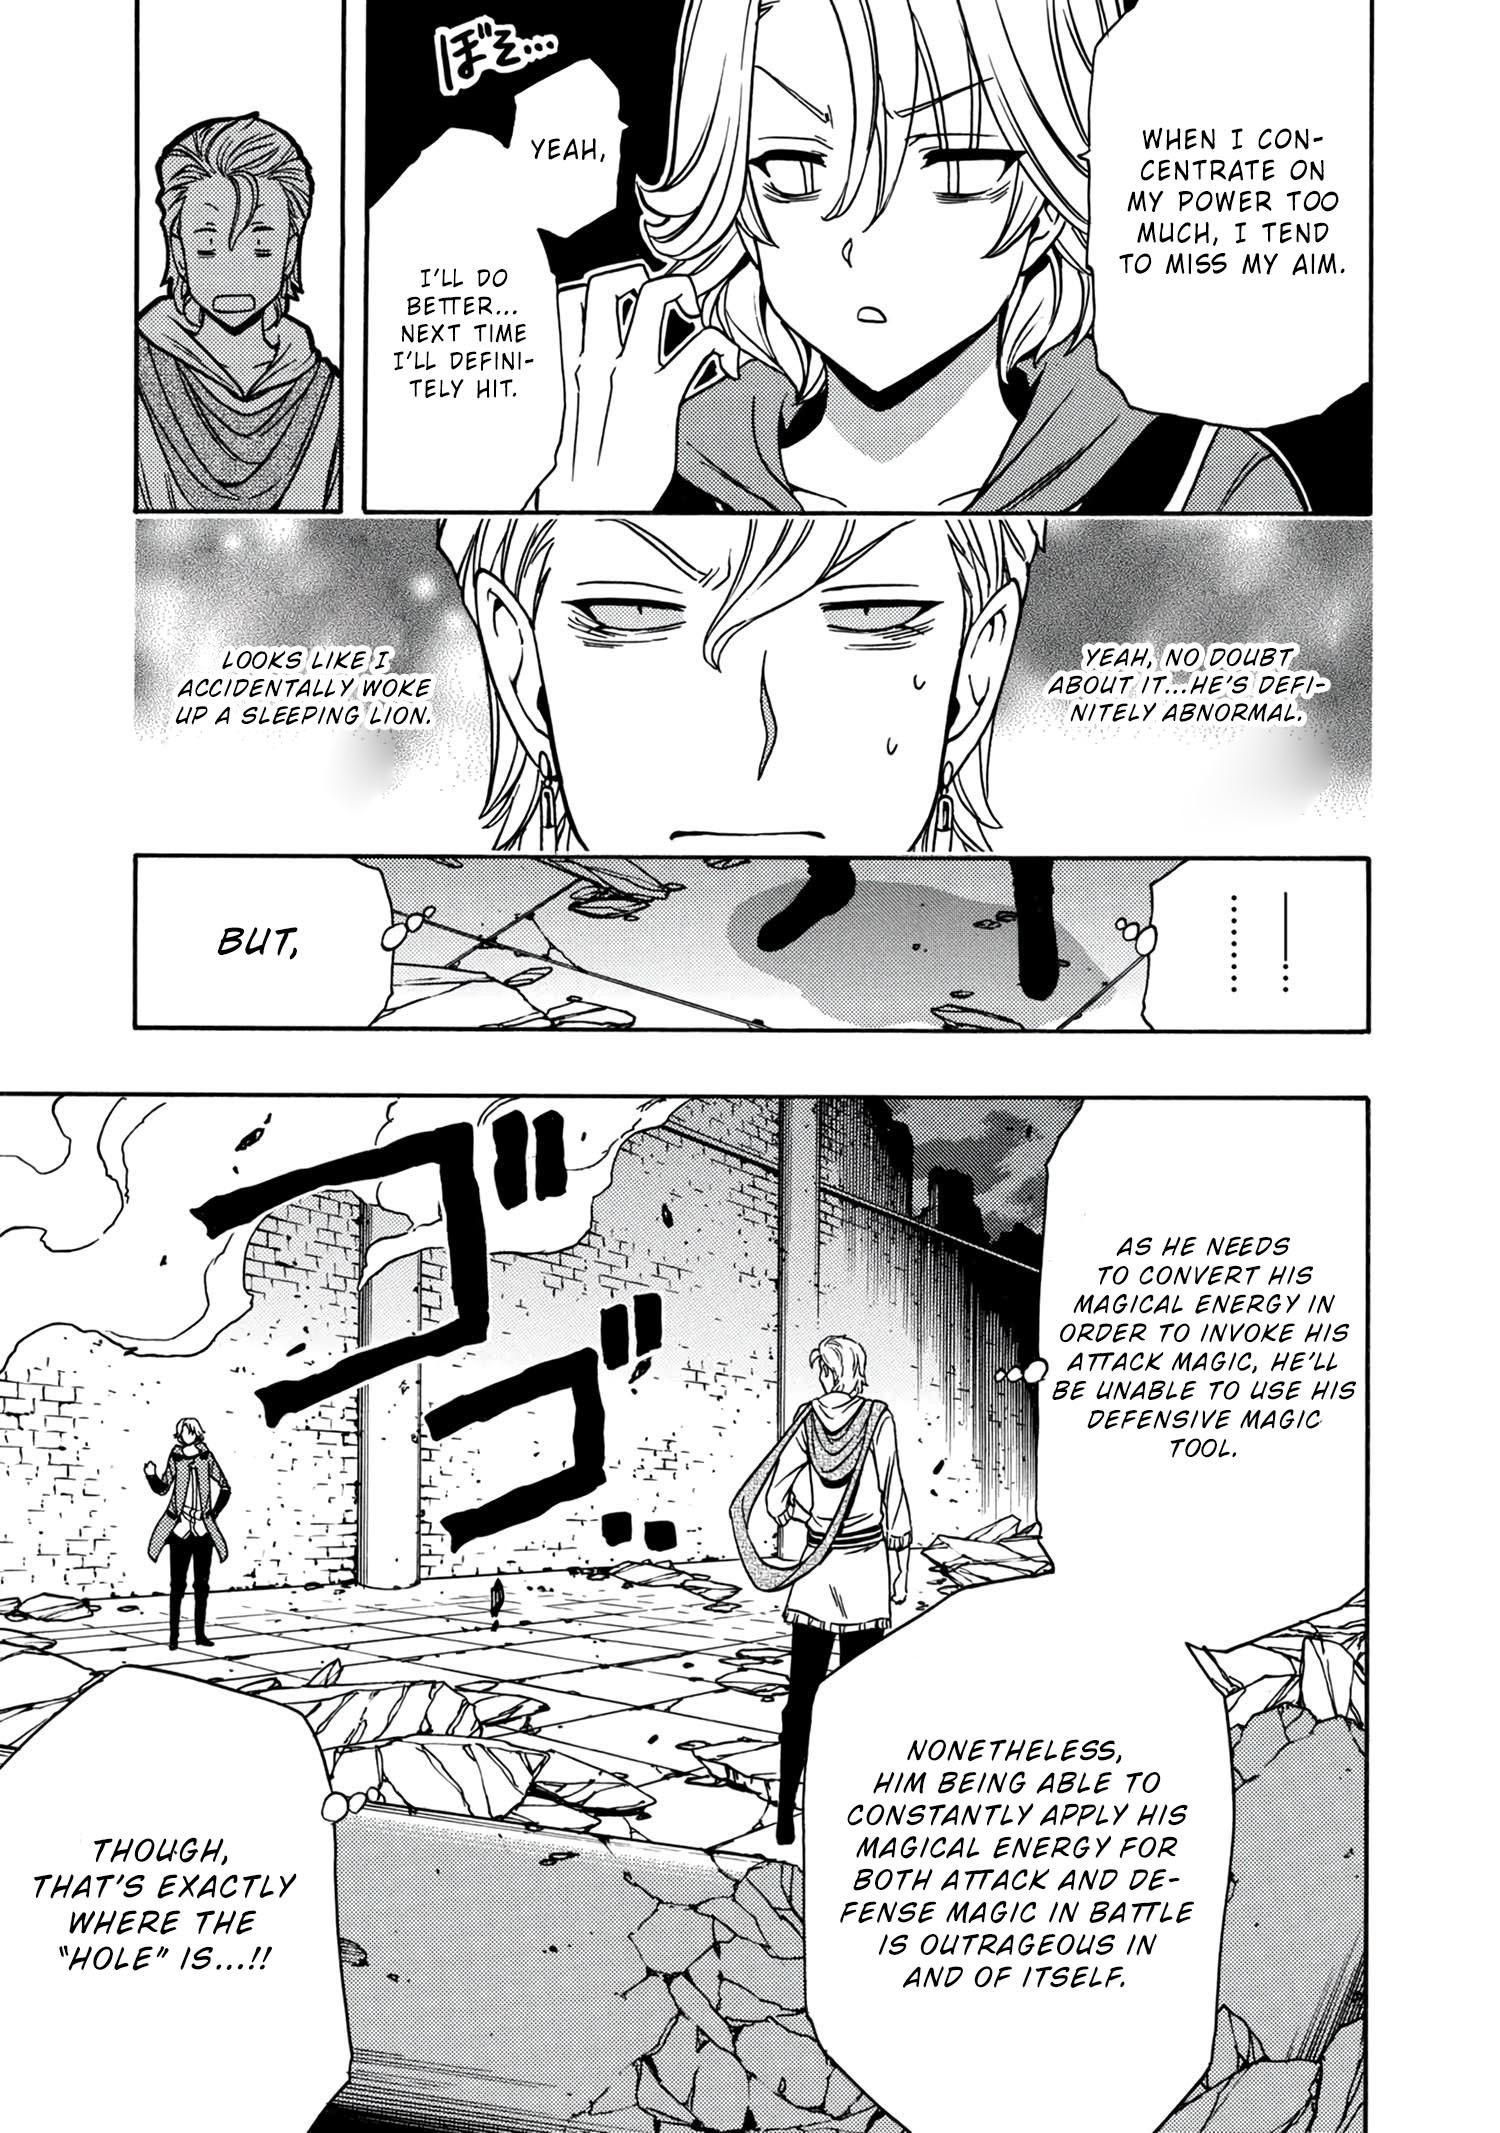 WHEN I CON-
CENTRATE ON
MY POWER TOO
MUCH, I TEND
TO MISS MY AIM.
ぼそ…
YEAH,
I'LL DO
BETTER...
NEXT TIME
I'LL DEFINI-
TELY HIT.
YEAH, NO DOUBT
ABOUT IT...HE'S DEFI-
NITELY ABNORMAL.
LOOKS LIKE I
ACCIDENTALLY WOKE
UP A SLEEPING LION.
―……
BUT,
AS HE NEEDS
TO CONVERT HIS
MAGICAL ENERGY IN
ORDER TO INVOKE HIS
ATTACK MAGIC, HE'LL
BE UNABLE TO USE HIS
DEFENSIVE MAGIC
TOOL.
ゴゴゴ
NONETHELESS,
HIM BEING ABLE TO
CONSTANTLY APPLY HIS
MAGICAL ENERGY FOR
BOTH ATTACK AND DE-
FENSE MAGIC IN BATTLE
IS OUTRAGEOUS IN
AND OF ITSELF.
THOUGH,
THAT'S EXACTLY
WHERE THE
"HOLE" IS...!!